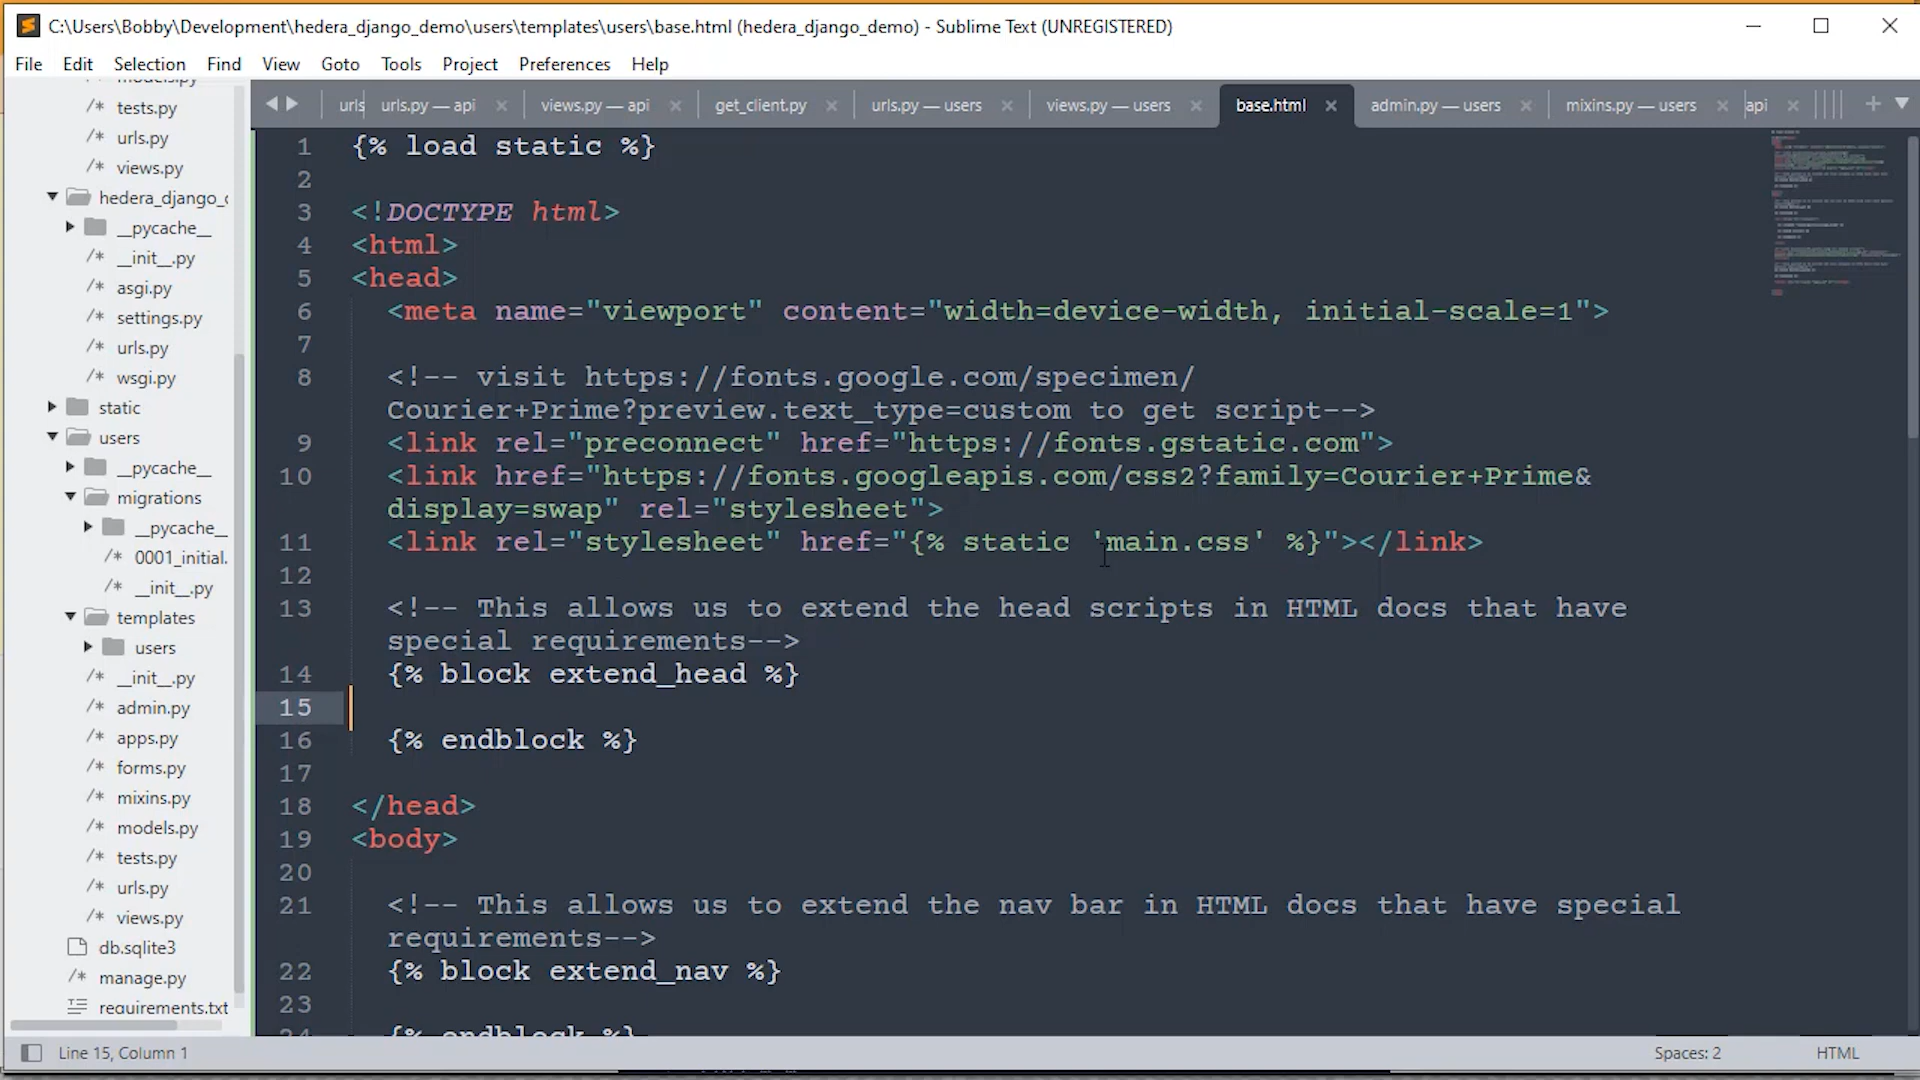 C:\Users\Bobby\Development\hedera_django_demo\users\templates\users\base.html (hedera_django_demo) - Sublime Text (UNREGISTERED)
File Edit Selection Find View Goto Tools Project Preferences Help
models.py
/* tests.py
/* urls.py
/* views.py
hedera_django_
__pycache__
/* __init__.py
/* asgi.py
/* settings.py
/* urls.py
/* wsgi.py
static
users
__pycache__
migrations
__pycache__
/* 0001_initial.
/* __init__.py
templates
users
/* __init__.py
/* admin.py
/* apps.py
/* forms.py
/* mixins.py
/* models.py
/* tests.py
/* urls.py
/* views.py
db.sqlite3
/* manage.py
requirements.txt
urls urls.py — api views.py — api get_client.py urls.py — users views.py — users base.html admin.py — users mixins.py — users api
1 {% load static %}
2
3 <!DOCTYPE html>
4 <html>
5 <head>
6 <meta name="viewport" content="width=device-width, initial-scale=1">
7
8 <!-- visit https://fonts.google.com/specimen/
Courier+Prime?preview.text_type=custom to get script-->
9 <link rel="preconnect" href="https://fonts.gstatic.com">
10 <link href="https://fonts.googleapis.com/css2?family=Courier+Prime&
display=swap" rel="stylesheet">
11 <link rel="stylesheet" href="{% static 'main.css' %}"></link>
12
13 <!-- This allows us to extend the head scripts in HTML docs that have
special requirements-->
14 {% block extend_head %}
15
16 {% endblock %}
17
18 </head>
19 <body>
20
21 <!-- This allows us to extend the nav bar in HTML docs that have special
requirements-->
22 {% block extend_nav %}
23
24 {% endblock %}
Line 15, Column 1 Spaces: 2 HTML